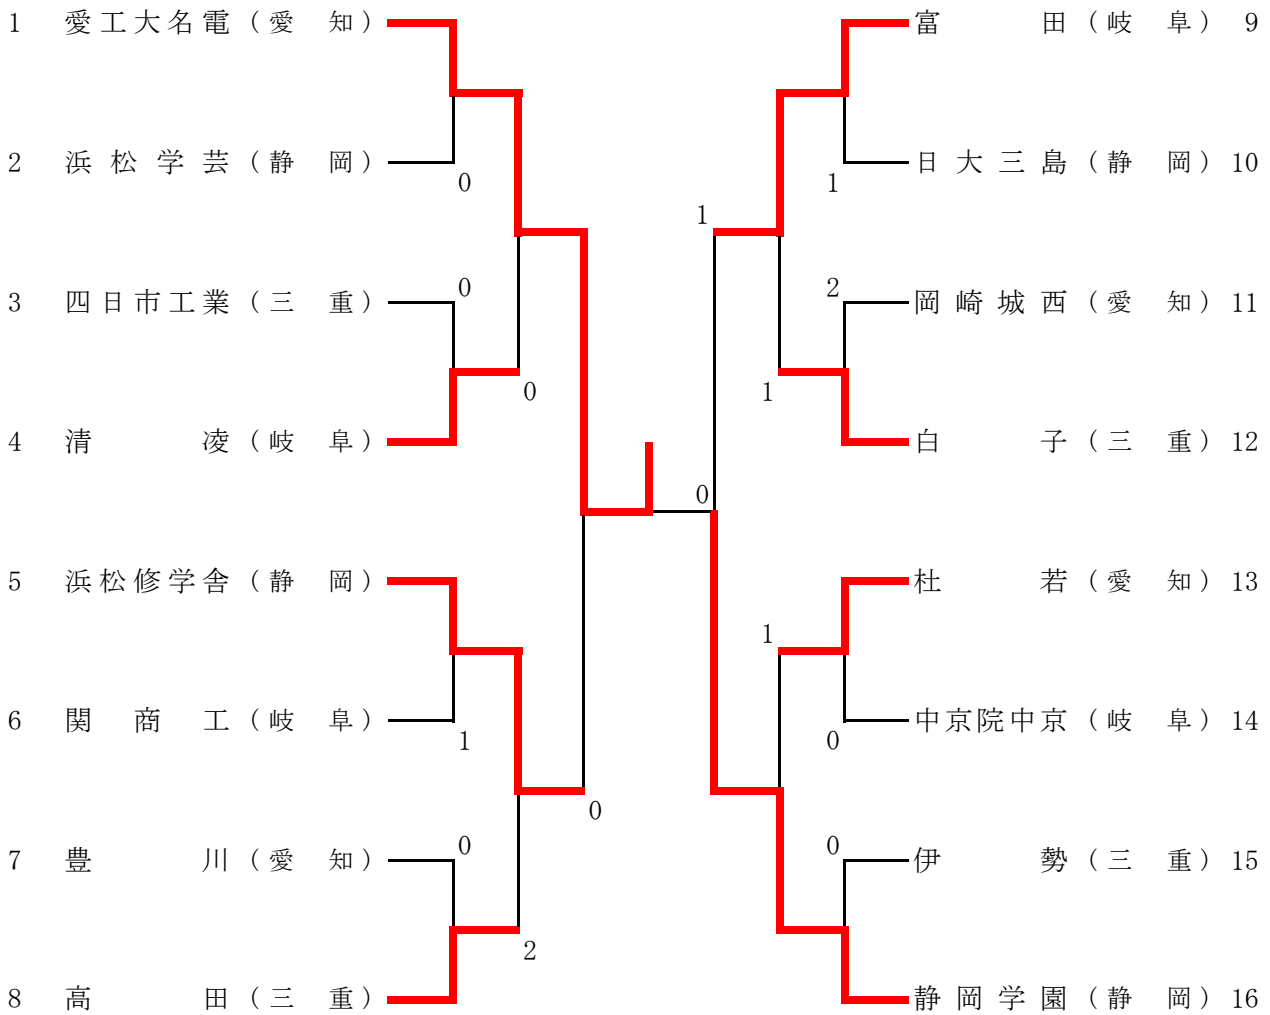 1 愛工大名電（愛 知） 富 田（岐 阜） 9
2 浜松学芸（静 岡） 日大三島（静 岡） 10
0 1
1
3 四日市工業（三 重） 0 2 岡崎城西（愛 知） 11
0 1
4 清 凌（岐 阜） 白 子（三 重） 12
0
5 浜松修学舎（静 岡） 杜 若（愛 知） 13
1
6 関商工（岐 阜） 中京院中京（岐 阜） 14
1 0
0
7 豊 川（愛 知） 0 0 伊 勢（三 重） 15
2
8 高 田（三 重） 静岡学園（静 岡） 16